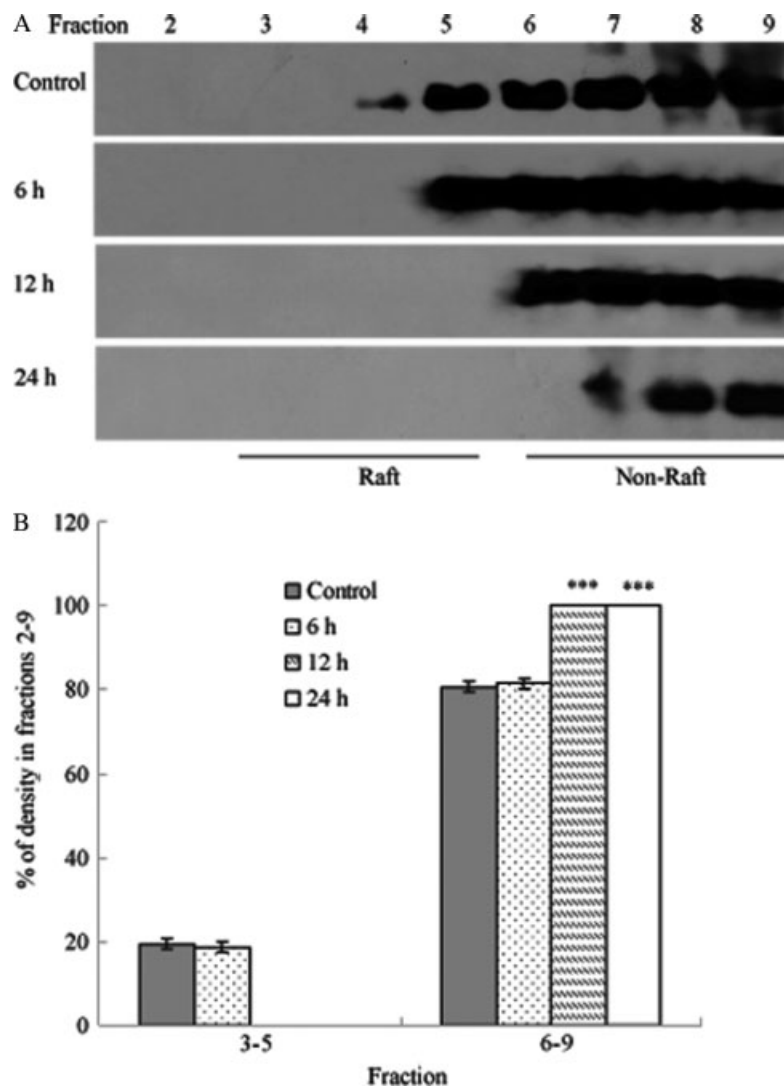 A Fraction 2 3 4 5 6 7 8 9
Control
6 h
12 h
24 h
Raft Non-Raft
B
120
100
80
60
40
20
0
% of density in fractions 2-9
Control
6 h
12 h
24 h
*** ***
3-5 6-9
Fraction